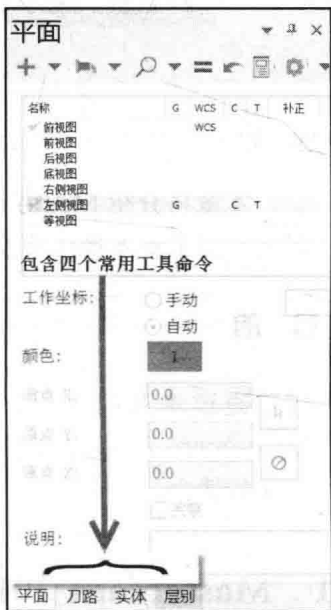 平面
名称 G WCS C T 补正
俯视图 WCS
前视图
后视图
底视图
右侧视图
左侧视图 G C T
等视图
包含四个常用工具命令
工作坐标: 手动
自动
颜色: 1
0.0
0.0
0.0
说明:
平面 刀路 实体 层别